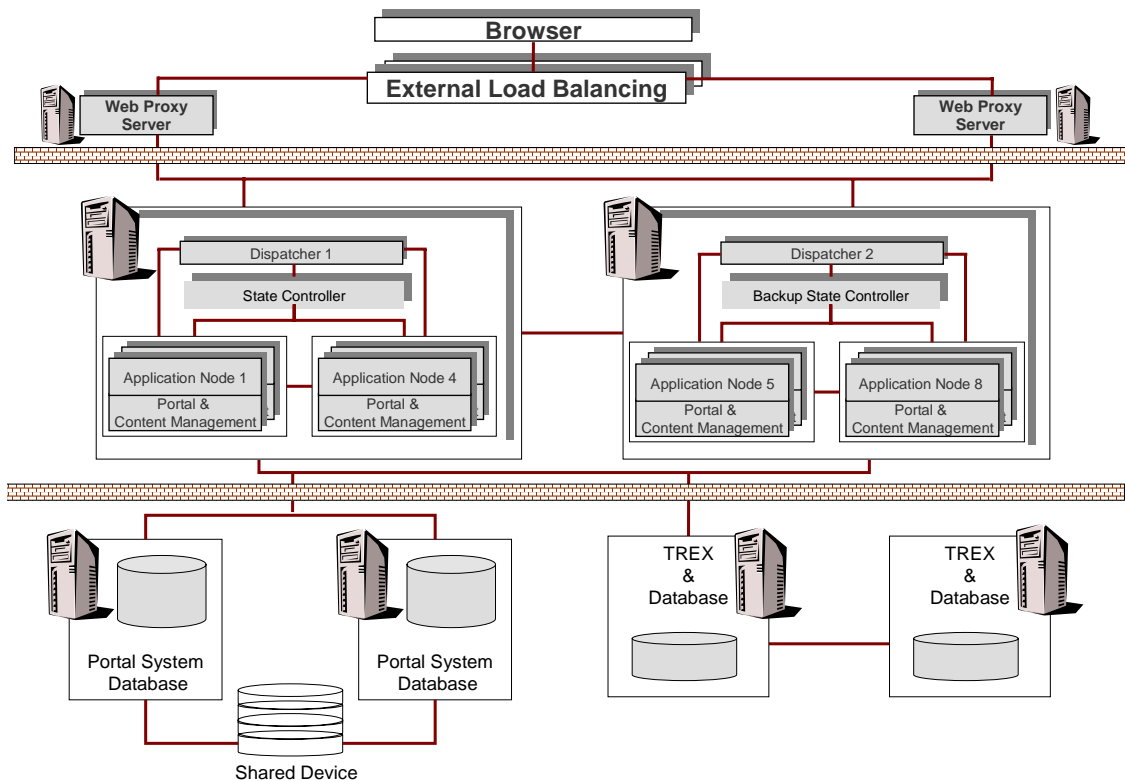 Browser
External Load Balancing
Web Proxy
Server
Web Proxy
Server
Dispatcher 1
State Controller
Application Node 1
Portal &
Content Management
Application Node 4
Portal &
Content Management
Dispatcher 2
Backup State Controller
Application Node 5
Portal &
Content Management
Application Node 8
Portal &
Content Management
Portal System
Database
Portal System
Database
Shared Device
TREX
&
Database
TREX
&
Database